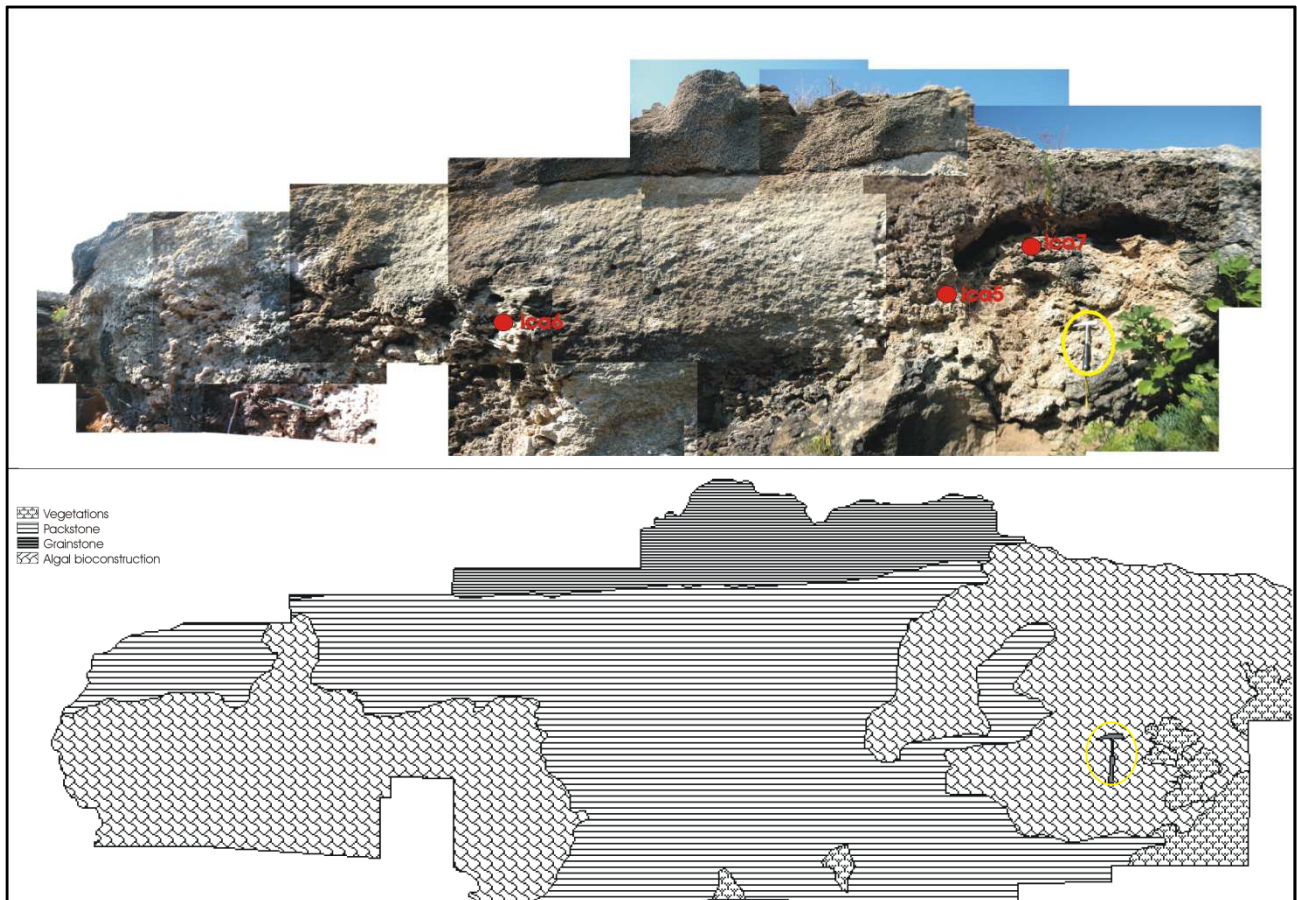 ica7
ica5
ica6
Vegetations
Packstone
Grainstone
Algal bioconstruction